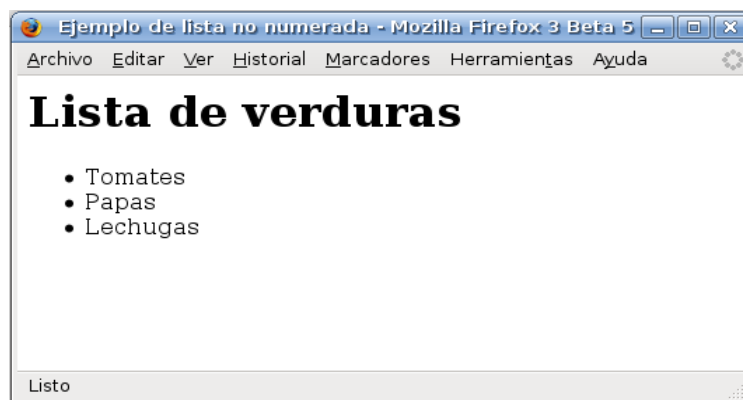 Ejemplo de lista no numerada - Mozilla Firefox 3 Beta 5
Archivo Editar Ver Historial Marcadores Herramientas Ayuda
Lista de verduras
Tomates
Papas
Lechugas
Listo